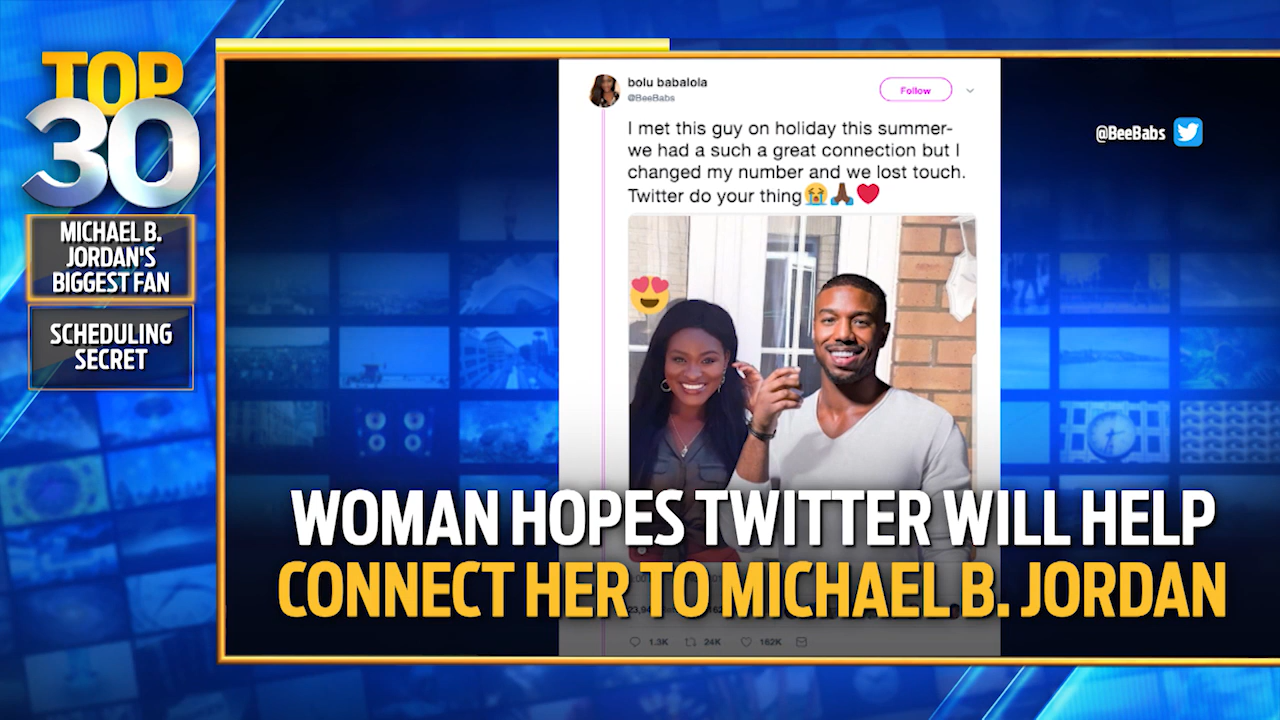 TOP
30
MICHAEL B.
JORDAN'S
BIGGEST FAN
SCHEDULING
SECRET
bolu babalola
@BeeBabs
Follow
I met this guy on holiday this summer-
we had a such a great connection but I
changed my number and we lost touch.
Twitter do your thing😭🙏🏾❤️
@BeeBabs
WOMAN HOPES TWITTER WILL HELP
CONNECT HER TO MICHAEL B. JORDAN
1.3K 24K 162K